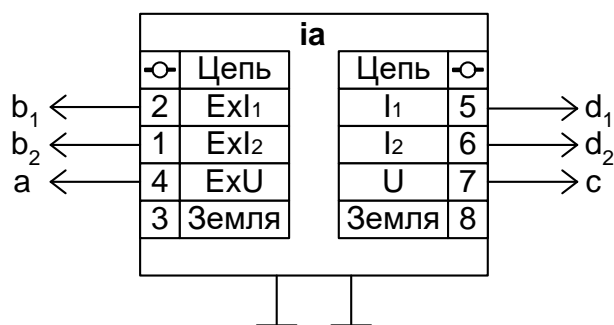 ia
Цепь Цепь
b1 2 ExI1 I1 5 d1
b2 1 ExI2 I2 6 d2
a 4 ExU U 7 c
3 Земля Земля 8